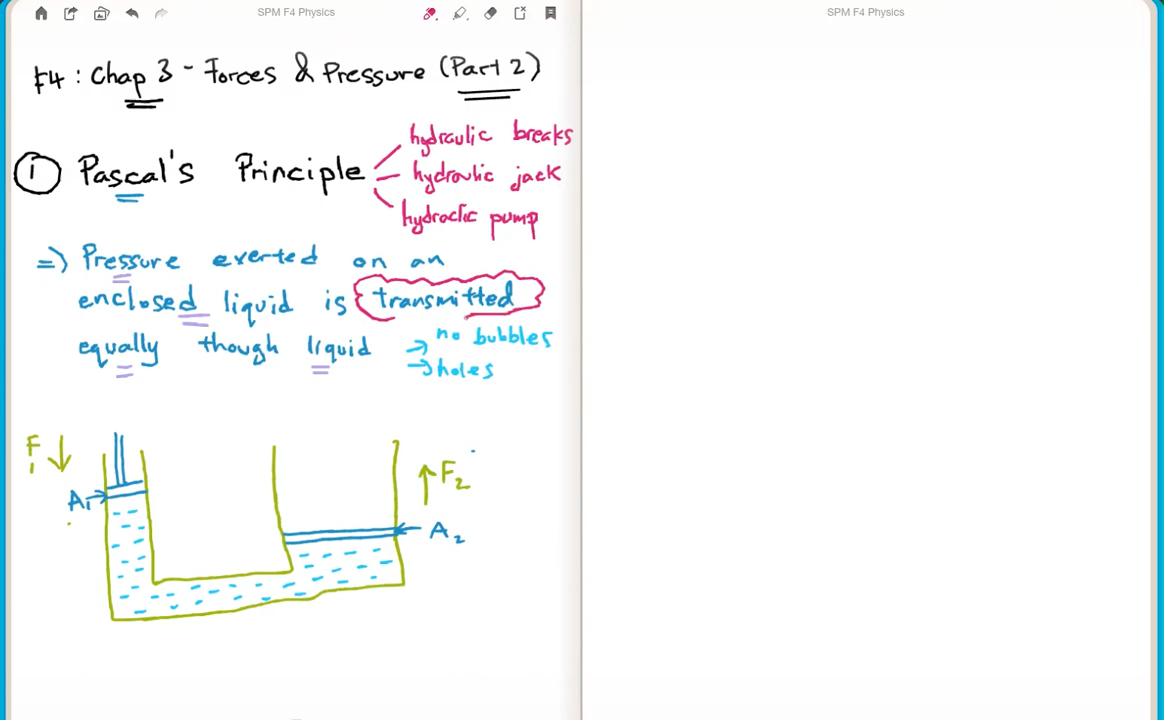 SPM F4 Physics
SPM F4 Physics
F4 : Chap 3 - Forces & Pressure (Part 2)
① Pascal's Principle
hydraulic breaks
hydraulic jack
hydraclic pump
=> Pressure exerted on an
enclosed liquid is transmitted
equally though liquid
→ no bubbles
→ holes
F1 ↓
A1 →
↑ F2
← A2